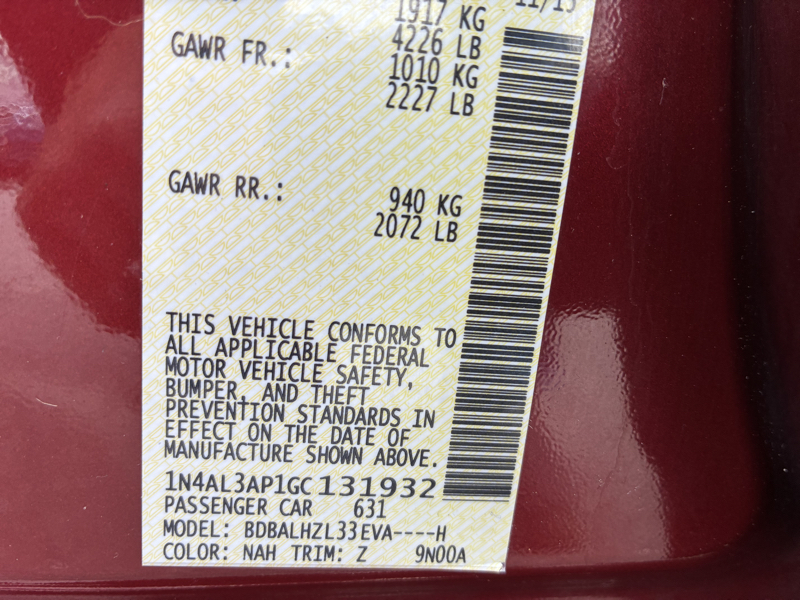 11/15
1917 KG
4226 LB
GAWR FR.: 1010 KG
2227 LB
GAWR RR.: 940 KG
2072 LB
THIS VEHICLE CONFORMS TO
ALL APPLICABLE FEDERAL
MOTOR VEHICLE SAFETY,
BUMPER, AND THEFT
PREVENTION STANDARDS IN
EFFECT ON THE DATE OF
MANUFACTURE SHOWN ABOVE.
1N4AL3AP1GC131932
PASSENGER CAR 631
MODEL: BDBALHZL33EVA----H
COLOR: NAH TRIM: Z 9N00A